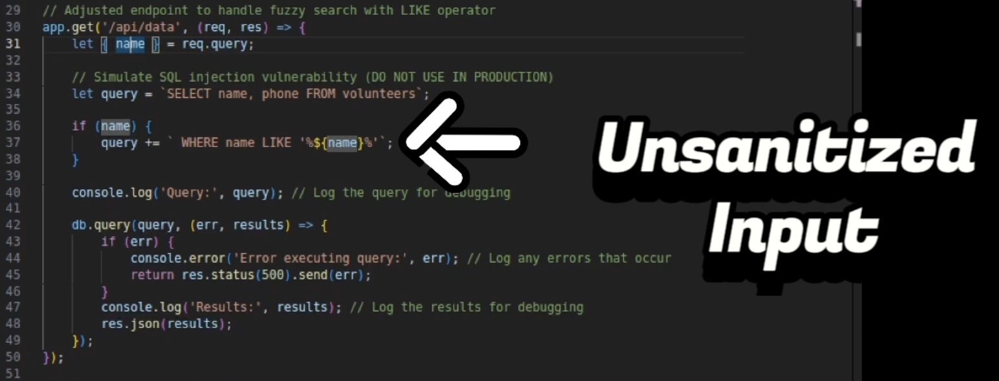 29 // Adjusted endpoint to handle fuzzy search with LIKE operator
30 app.get('/api/data', (req, res) => {
31     let { name } = req.query;
32
33     // Simulate SQL injection vulnerability (DO NOT USE IN PRODUCTION)
34     let query = `SELECT name, phone FROM volunteers`;
35
36     if (name) {
37         query += ` WHERE name LIKE '%${name}%'`;
38     }
39
40     console.log('Query:', query); // Log the query for debugging
41
42     db.query(query, (err, results) => {
43         if (err) {
44             console.error('Error executing query:', err); // Log any errors that occur
45             return res.status(500).send(err);
46         }
47         console.log('Results:', results); // Log the results for debugging
48         res.json(results);
49     });
50 });
51
Unsanitized
Input